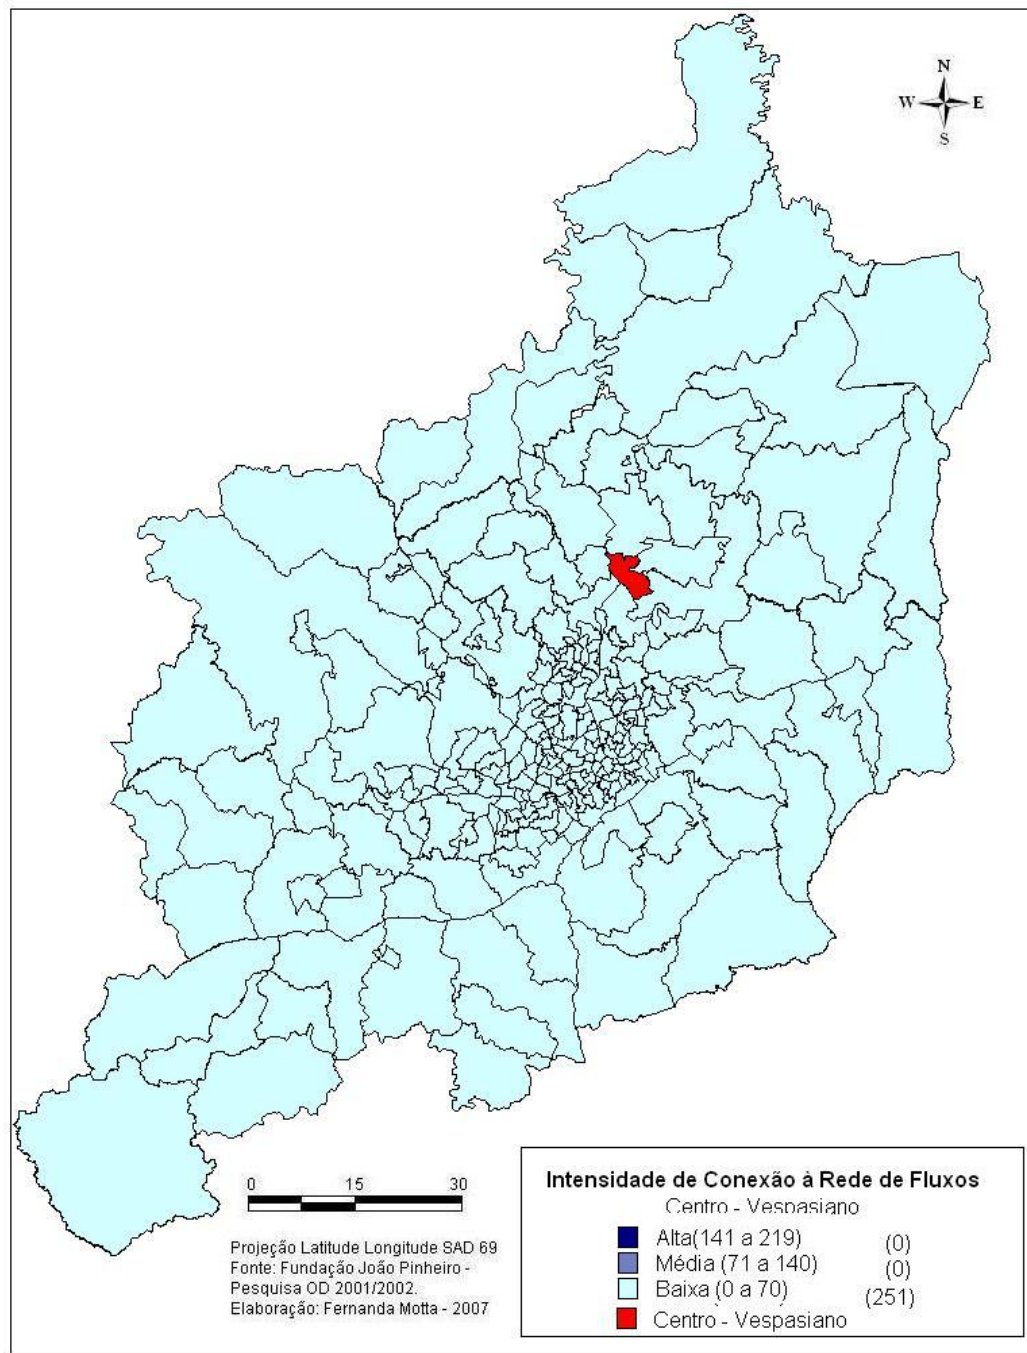 N
W E
S
Intensidade de Conexão à Rede de Fluxos
Centro - Vespasiano
Alta(141 a 219) (0)
Média (71 a 140) (0)
Baixa (0 a 70) (251)
Centro - Vespasiano
0 15 30
Projeção Latitude Longitude SAD 69
Fonte: Fundação João Pinheiro -
Pesquisa OD 2001/2002.
Elaboração: Fernanda Motta - 2007